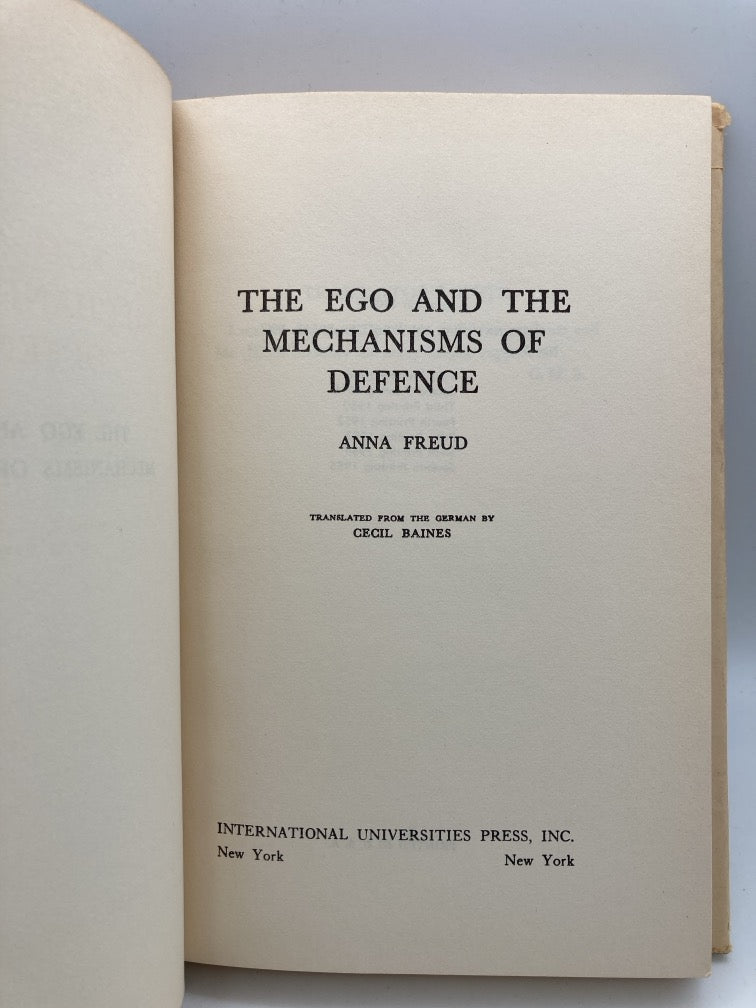 THE EGO AND THE
MECHANISMS OF
DEFENCE
ANNA FREUD
TRANSLATED FROM THE GERMAN BY
CECIL BAINES
INTERNATIONAL UNIVERSITIES PRESS, INC.
New York New York